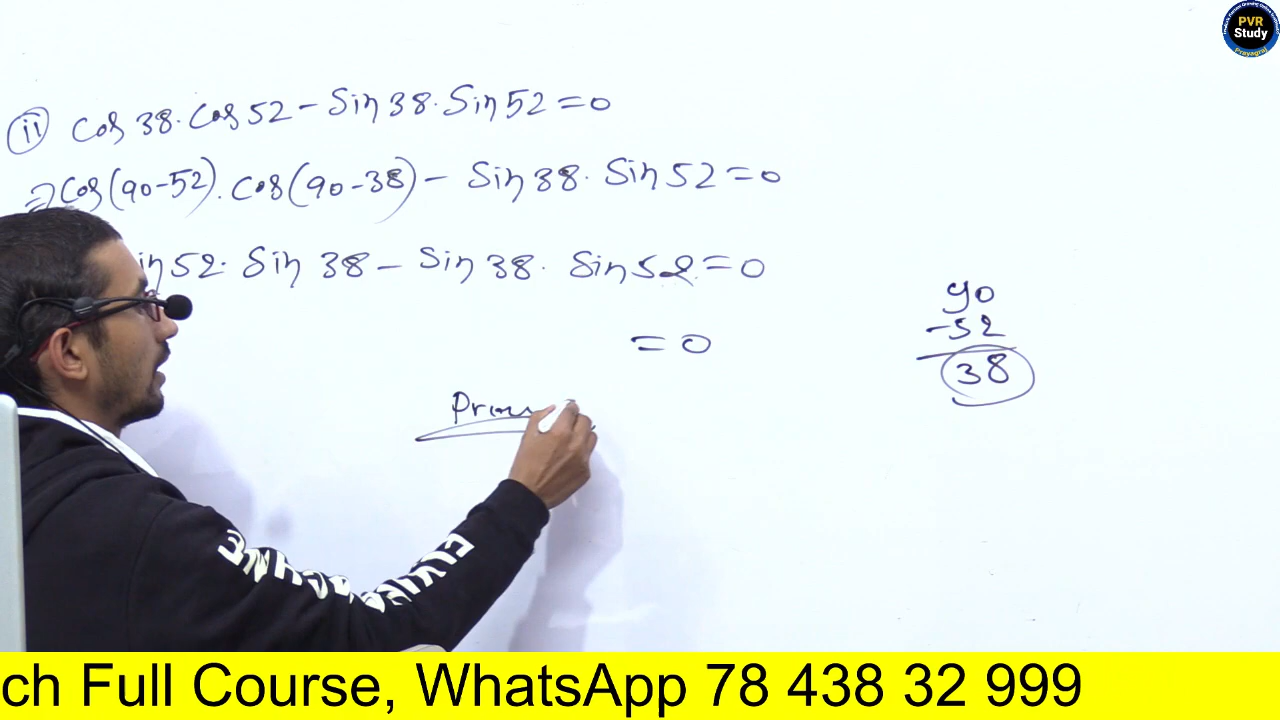 PVR
Study
Prayagraj
(ii) Cos 38. Cos 52 - Sin 38. Sin 52 = 0
⇒ Cos(90-52). Cos(90-38) - Sin 38. Sin 52 = 0
in 52. Sin 38 - Sin 38. Sin 52 = 0
= 0
90
-52
38
ELYIEN
ch Full Course, WhatsApp 78 438 32 999